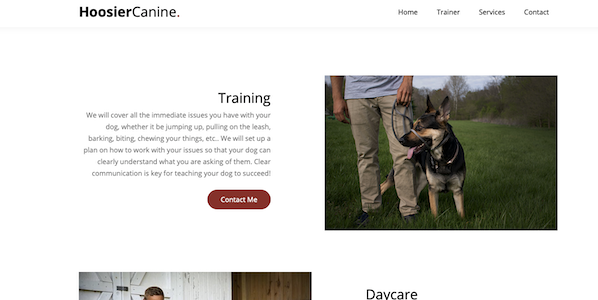 HoosierCanine.
Home Trainer Services Contact
Training
We will cover all the immediate issues you have with your
dog, whether it be jumping up, pulling on the leash,
barking, biting, chewing your things, etc.. We will set up a
plan on how to work with your issues so that your dog can
clearly understand what you are asking of them. Clear
communication is key for teaching your dog to succeed!
Contact Me
Daycare